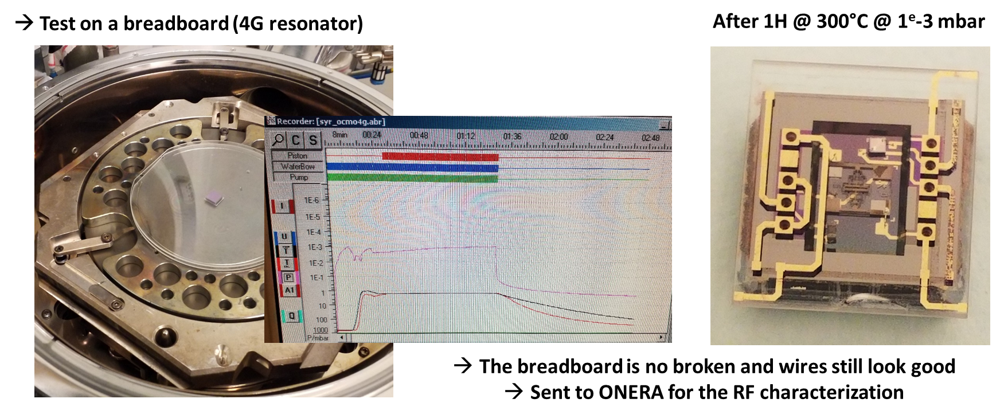 → Test on a breadboard (4G resonator)
After 1H @ 300°C @ 1ᵉ-3 mbar
Recorder: [syr_ocmo4g.abr]
C S
8min 00:24 00:48 01:12 01:36 02:00 02:24 02:48
Piston
WaferBow
Pump
1E-6
I
1E-5
1E-4
U
T
1E-3
T
1E-2
P
1E-1
A1
1
10
Q
100
1000
P/mbar
→ The breadboard is no broken and wires still look good
→ Sent to ONERA for the RF characterization